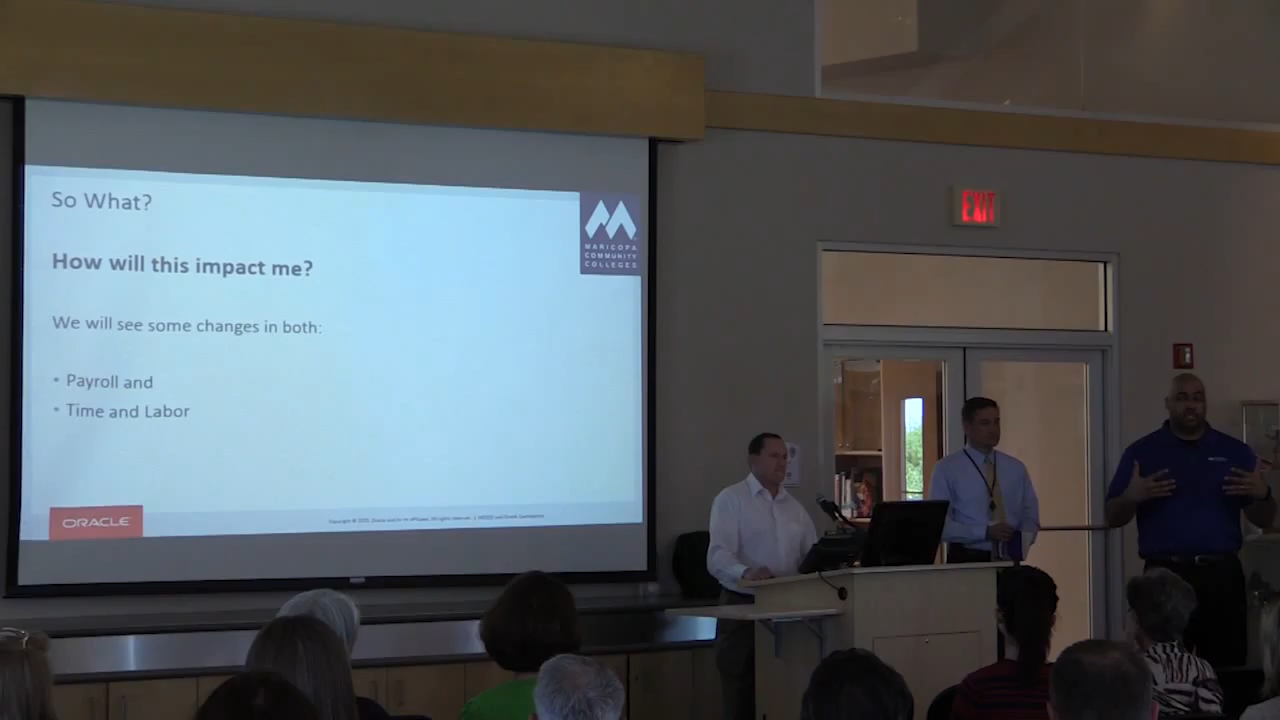 So What?
MARICOPA
COMMUNITY
COLLEGES
How will this impact me?
We will see some changes in both:
• Payroll and
• Time and Labor
ORACLE
EXIT